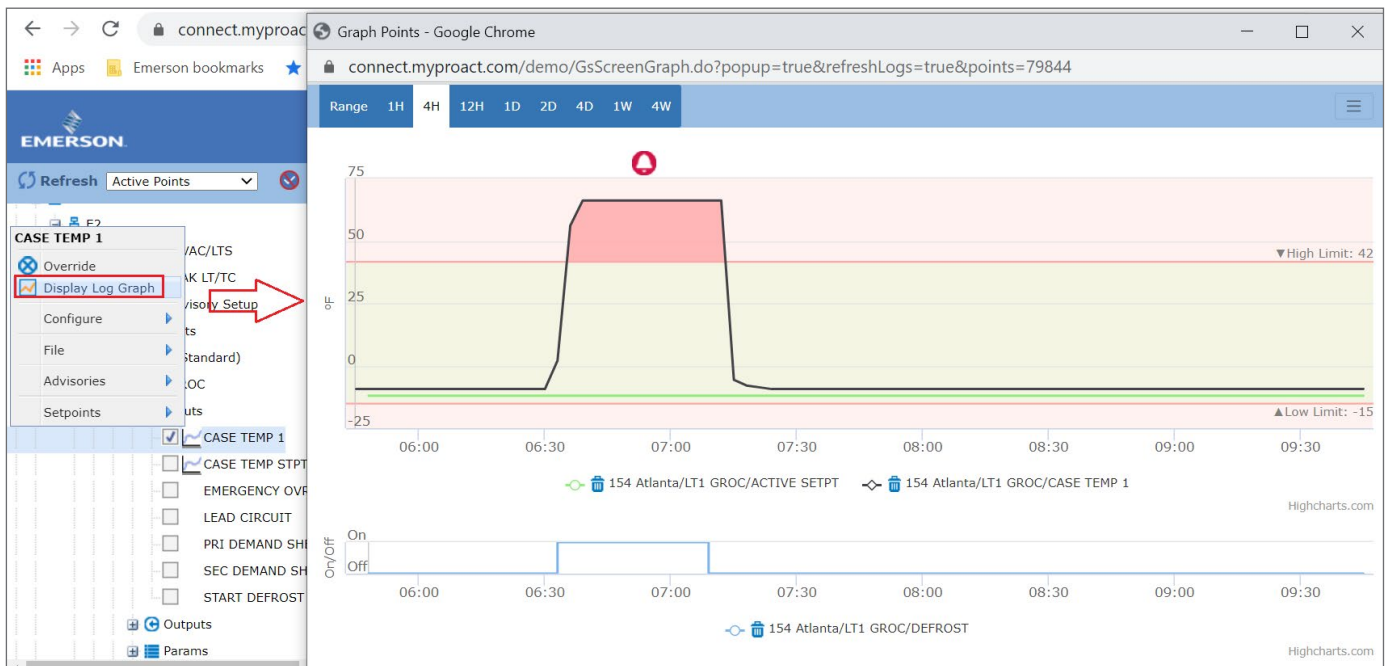 connect.myproac
Apps
Emerson bookmarks
EMERSON.
Refresh
Active Points
E2
CASE TEMP 1
Override
Display Log Graph
Configure
File
Advisories
Setpoints
/AC/LTS
AK LT/TC
visory Setup
ts
Standard)
OC
uts
CASE TEMP 1
CASE TEMP STPT
EMERGENCY OVR
LEAD CIRCUIT
PRI DEMAND SHE
SEC DEMAND SH
START DEFROST
Outputs
Params
Graph Points - Google Chrome
connect.myproact.com/demo/GsScreenGraph.do?popup=true&refreshLogs=true&points=79844
Range 1H 4H 12H 1D 2D 4D 1W 4W
75
50
▼High Limit: 42
25
°F
0
▲Low Limit: -15
-25
06:00 06:30 07:00 07:30 08:00 08:30 09:00 09:30
154 Atlanta/LT1 GROC/ACTIVE SETPT 154 Atlanta/LT1 GROC/CASE TEMP 1
Highcharts.com
On
On/Off
Off
06:00 06:30 07:00 07:30 08:00 08:30 09:00 09:30
154 Atlanta/LT1 GROC/DEFROST
Highcharts.com